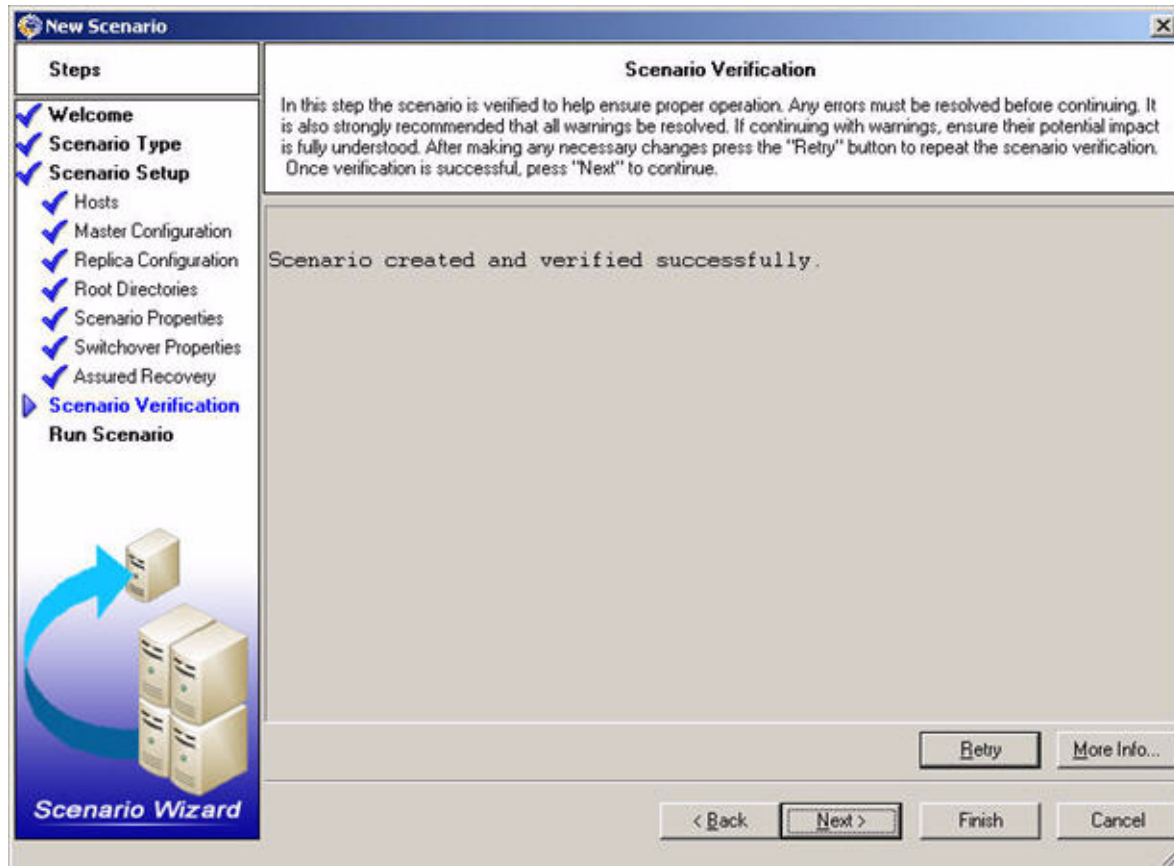 New Scenario
Steps
Welcome
Scenario Type
Scenario Setup
Hosts
Master Configuration
Replica Configuration
Root Directories
Scenario Properties
Switchover Properties
Assured Recovery
Scenario Verification
Run Scenario
Scenario Wizard
Scenario Verification
In this step the scenario is verified to help ensure proper operation. Any errors must be resolved before continuing. It
is also strongly recommended that all warnings be resolved. If continuing with warnings, ensure their potential impact
is fully understood. After making any necessary changes press the "Retry" button to repeat the scenario verification.
Once verification is successful, press "Next" to continue.
Scenario created and verified successfully.
Retry
More Info...
< Back
Next >
Finish
Cancel